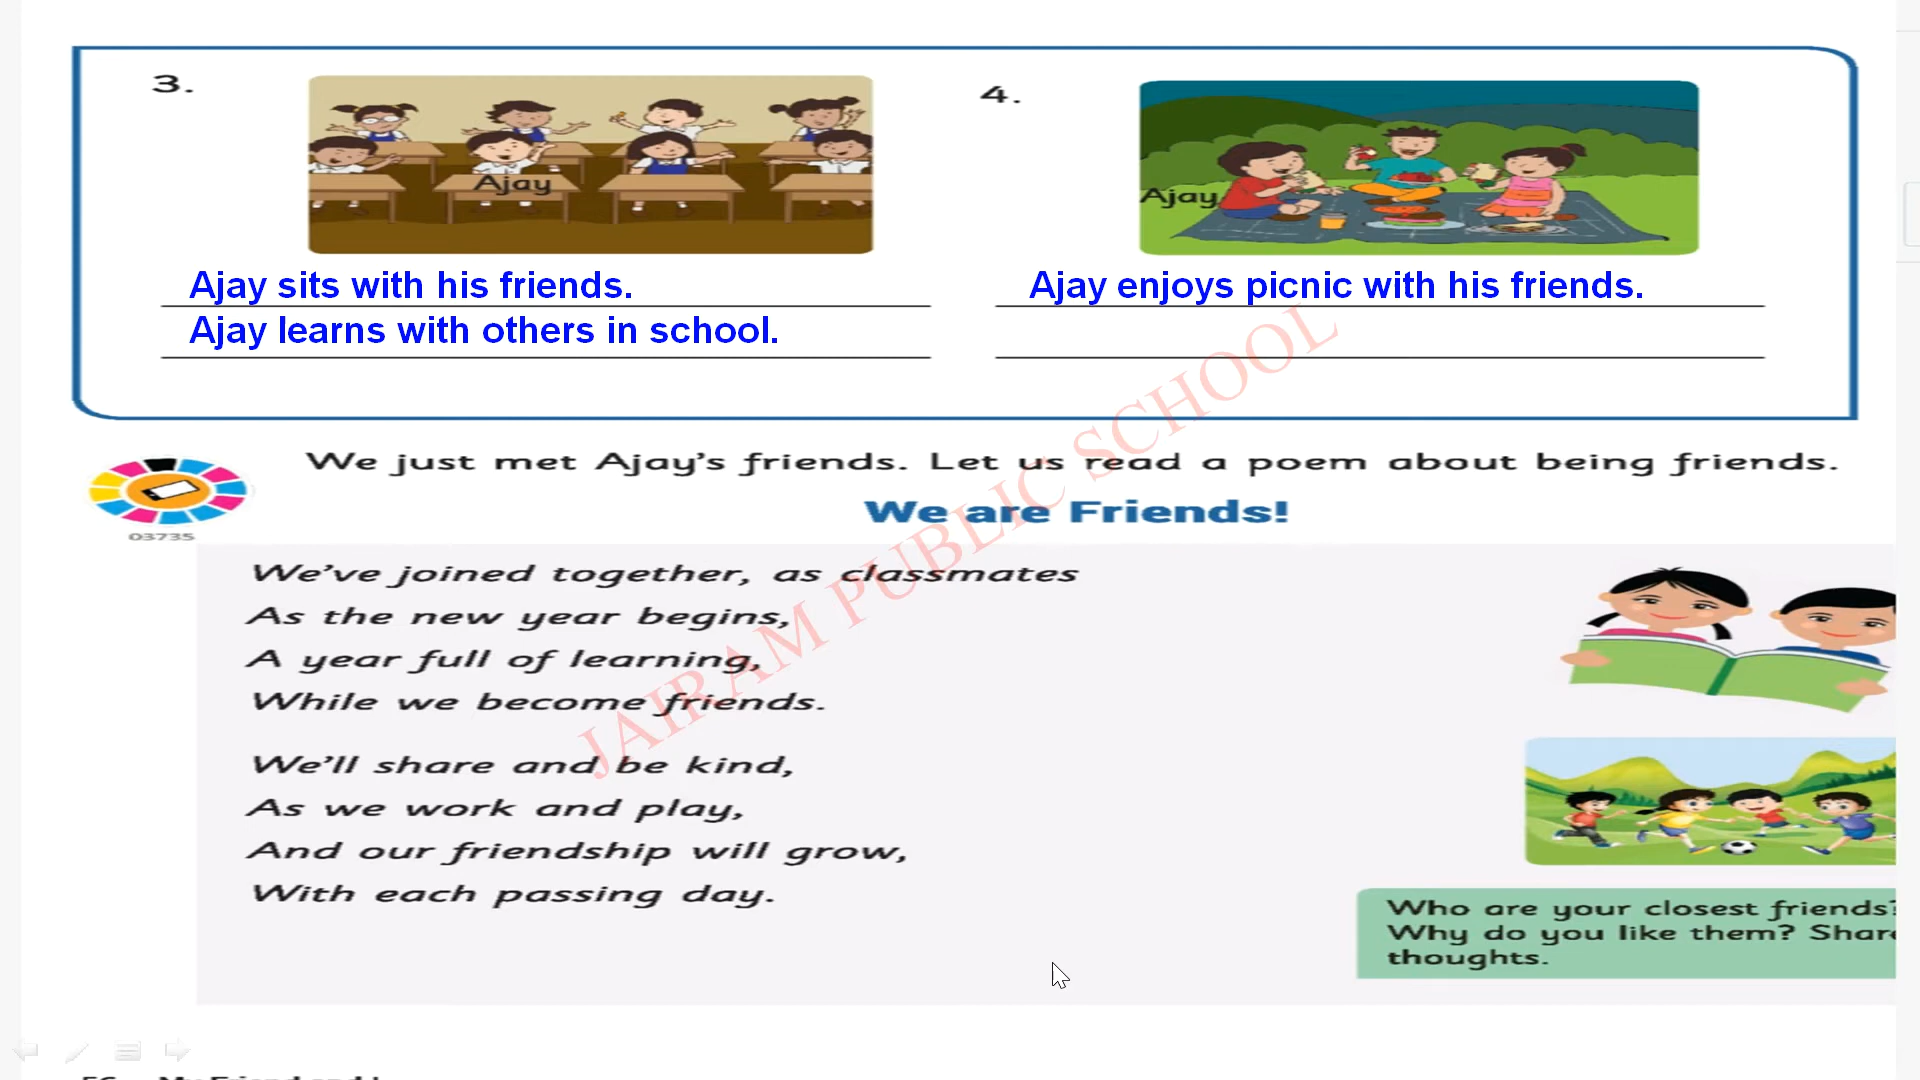 3.
Ajay
Ajay sits with his friends.
Ajay learns with others in school.
4.
Ajay
Ajay enjoys picnic with his friends.
We just met Ajay's friends. Let us read a poem about being friends.
03735
We are Friends!
We've joined together, as classmates
As the new year begins,
A year full of learning,
While we become friends.
We'll share and be kind,
As we work and play,
And our friendship will grow,
With each passing day.
Who are your closest friends?
Why do you like them? Share
thoughts.
JAIRAM PUBLIC SCHOOL